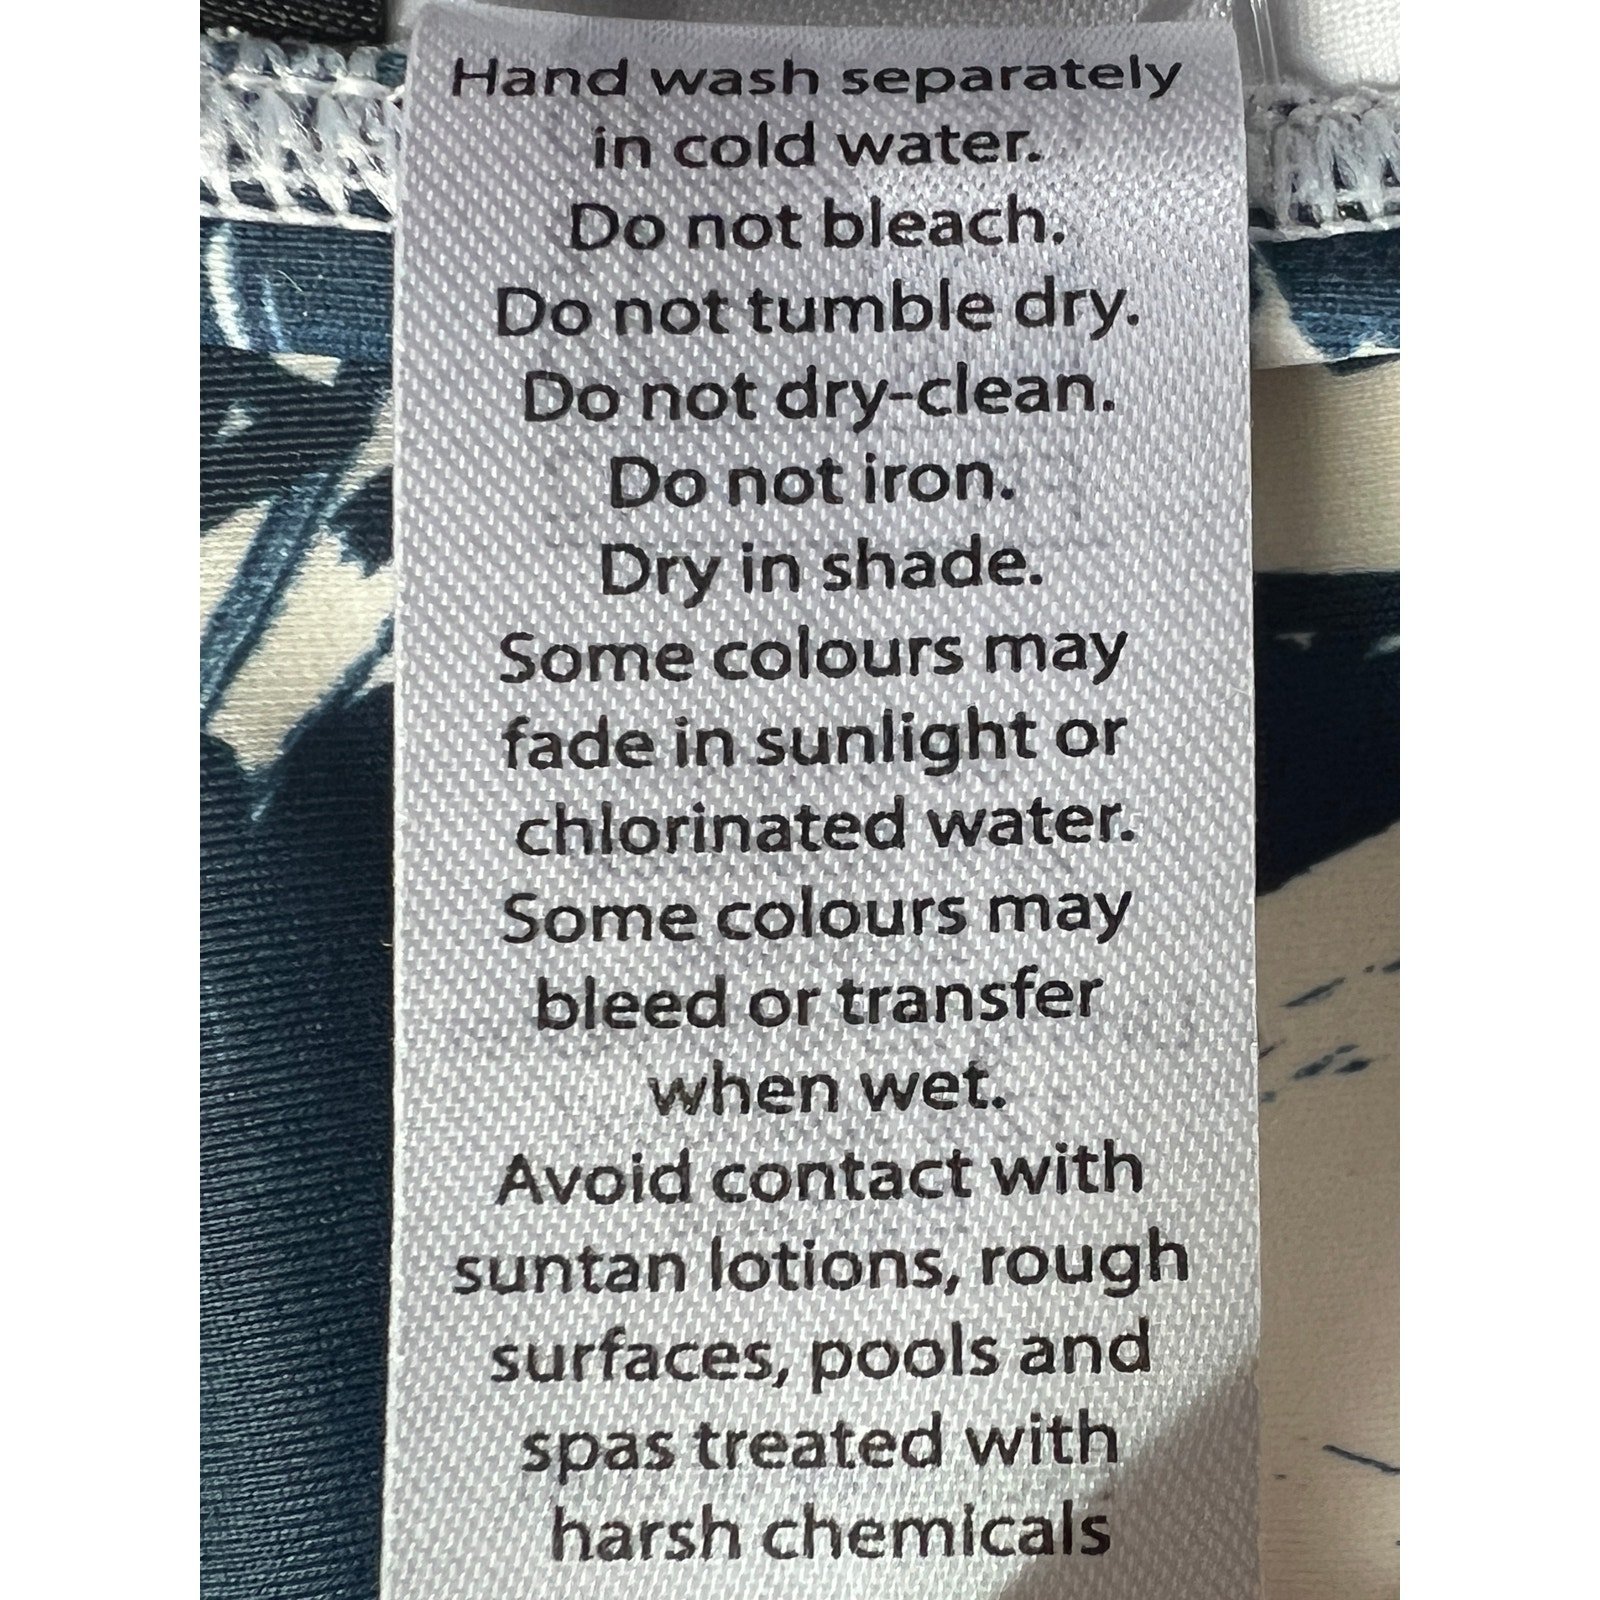 Hand wash separately
in cold water.
Do not bleach.
Do not tumble dry.
Do not dry-clean.
Do not iron.
Dry in shade.
Some colours may
fade in sunlight or
chlorinated water.
Some colours may
bleed or transfer
when wet.
Avoid contact with
suntan lotions, rough
surfaces, pools and
spas treated with
harsh chemicals